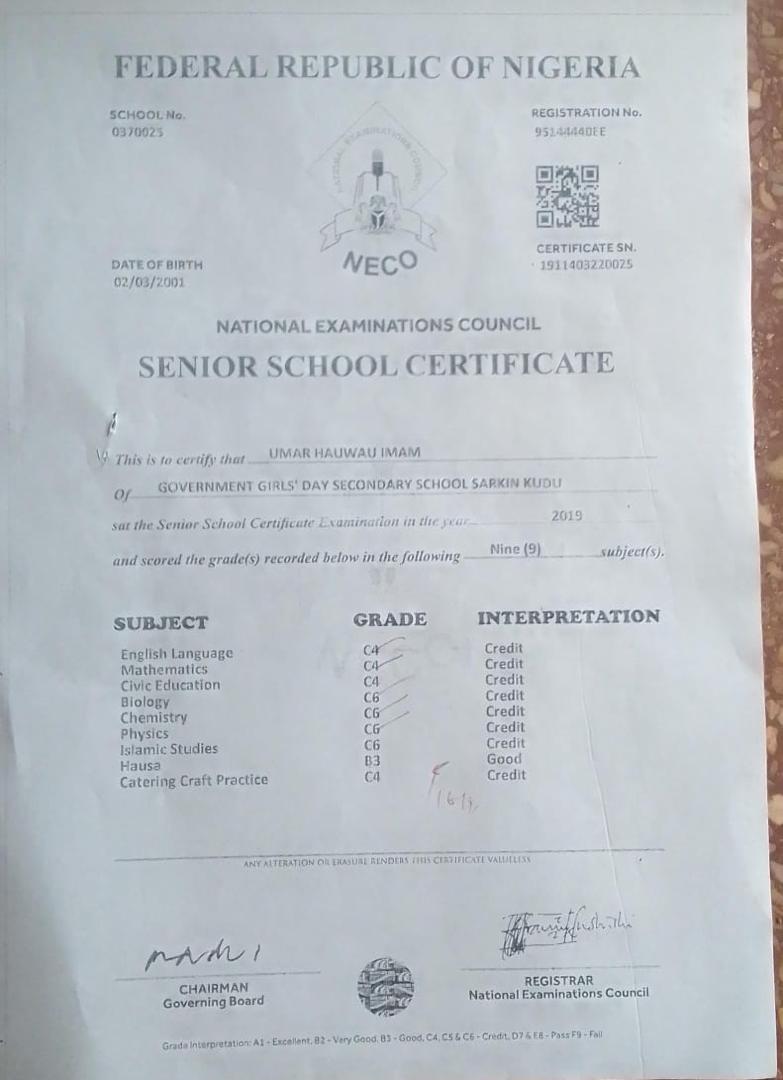 FEDERAL REPUBLIC OF NIGERIA
SCHOOL No.
0370025
REGISTRATION No.
NATIONAL EXAMINATIONS COUNCIL
NECO
DATE OF BIRTH
02/03/2001
CERTIFICATE SN.
1911403220025
NATIONAL EXAMINATIONS COUNCIL
SENIOR SCHOOL CERTIFICATE
This is to certify that UMAR HAUWAU IMAM
Of GOVERNMENT GIRLS' DAY SECONDARY SCHOOL SARKIN KUDU
sat the Senior School Certificate Examination in the year 2019
and scored the grade(s) recorded below in the following Nine (9) subject(s).
SUBJECT GRADE INTERPRETATION
English Language C4 Credit
Mathematics C4 Credit
Civic Education C4 Credit
Biology C6 Credit
Chemistry C6 Credit
Physics C6 Credit
Islamic Studies C6 Credit
Hausa B3 Good
Catering Craft Practice C4 Credit
ANY ALTERATION OR ERASURE RENDERS THIS CERTIFICATE VALUELESS
CHAIRMAN
Governing Board
REGISTRAR
National Examinations Council
Grade Interpretation: A1 - Excellent, B2 - Very Good, B3 - Good, C4, C5 & C6 - Credit, D7 & E8 - Pass F9 - Fail